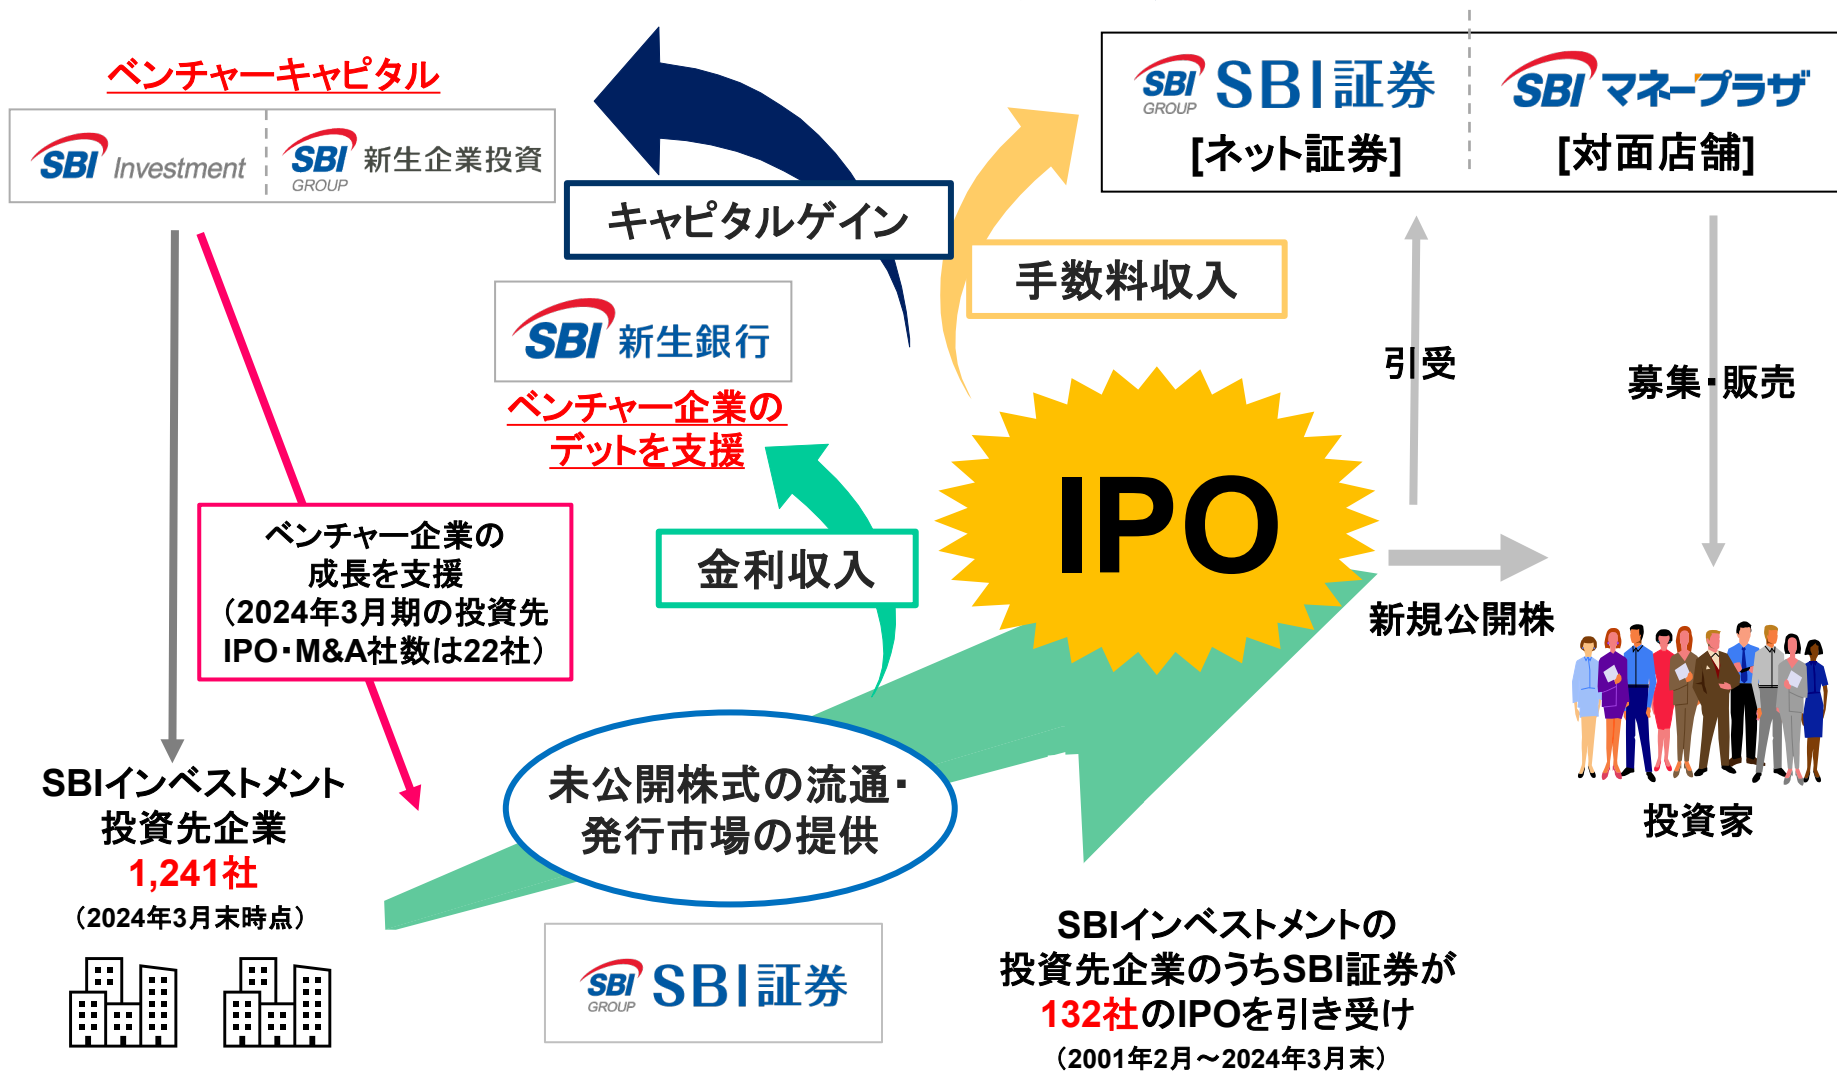 ベンチャーキャピタル
SBI Investment
SBI GROUP 新生企業投資
キャピタルゲイン
手数料収入
SBI GROUP SBI証券
[ネット証券]
SBI マネープラザ
[対面店舗]
SBI 新生銀行
ベンチャー企業の
デットを支援
引受
募集・販売
IPO
金利収入
ベンチャー企業の
成長を支援
（2024年3月期の投資先
IPO・M&A社数は22社）
新規公開株
投資家
SBIインベストメント
投資先企業
1,241社
（2024年3月末時点）
未公開株式の流通・
発行市場の提供
SBI GROUP SBI証券
SBIインベストメントの
投資先企業のうちSBI証券が
132社のIPOを引き受け
（2001年2月～2024年3月末）